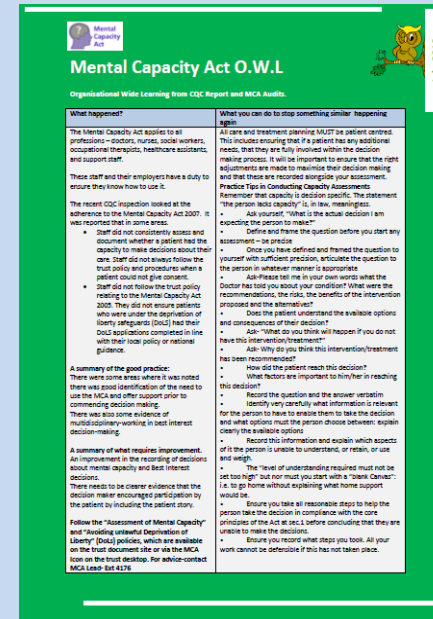 Mental
Capacity
Act
Mental Capacity Act O.W.L
Organisational Wide Learning from CQC Report and MCA Audits.
What happened?
The Mental Capacity Act applies to all
professions – doctors, nurses, social workers,
occupational therapists, healthcare assistants,
and support staff.
These staff and their employers have a duty to
ensure they know how to use it.
The recent CQC inspection looked at the
adherence to the Mental Capacity Act 2007. It
was reported that in some areas.
• Staff did not consistently assess and
document whether a patient had the
capacity to make decisions about their
care. Staff did not always follow the
trust policy and procedures when a
patient could not give consent.
• Staff did not follow the trust policy
relating to the Mental Capacity Act
2005. They did not ensure patients
who were under the deprivation of
liberty safeguards (DoLS) had their
DoLS applications completed in line
with their local policy or national
guidance.
A summary of the good practice:
There were some areas where it was noted
there was good identification of the need to
use the MCA and offer support prior to
commencing decision making.
There was also some evidence of
multidisciplinary-working in best interest
decision-making.
A summary of what requires improvement.
An improvement in the recording of decisions
about mental capacity and Best Interest
decisions.
There needs to be clearer evidence that the
decision maker encouraged participation by
the patient by including the patient story.
Follow the "Assessment of Mental Capacity"
and "Avoiding unlawful Deprivation of
Liberty" (DoLs) policies, which are available
on the trust document site or via the MCA
Icon on the trust desktop. For advice-contact
MCA Lead- Ext 4176
What you can do to stop something similar happening
again
All care and treatment planning MUST be patient centred.
This includes ensuring that if a patient has any additional
needs, that they are fully involved within the decision
making process. It will be important to ensure that the right
adjustments are made to maximise their decision making
and that these are recorded alongside your assessment.
Practice Tips in Conducting Capacity Assessments
Remember that capacity is decision specific. The statement
"the person lacks capacity" is, in law, meaningless.
• Ask yourself, "What is the actual decision I am
expecting the person to make?"
• Define and frame the question before you start any
assessment – be precise
• Once you have defined and framed the question to
yourself with sufficient precision, articulate the question to
the person in whatever manner is appropriate
• Ask-Please tell me in your own words what the
Doctor has told you about your condition? What were the
recommendations, the risks, the benefits of the intervention
proposed and the alternatives?
• Does the patient understand the available options
and consequences of their decision?
• Ask- "What do you think will happen if you do not
have this intervention/treatment?"
• Ask- Why do you think this intervention/treatment
has been recommended?
• How did the patient reach this decision?
• What factors are important to him/her in reaching
this decision?
• Record the question and the answer verbatim
• Identify very carefully what information is relevant
for the person to have to enable them to take the decision
and what options must the person choose between: explain
clearly the available options
• Record this information and explain which aspects
of it the person is unable to understand, or retain, or use
and weigh.
• The "level of understanding required must not be
set too high" but nor must you start with a "blank Canvas":
i.e. to go home without explaining what home support
would be.
• Ensure you take all reasonable steps to help the
person take the decision in compliance with the core
principles of the Act at sec.1 before concluding that they are
unable to make the decisions.
• Ensure you record what steps you took. All your
work cannot be defensible if this has not taken place.